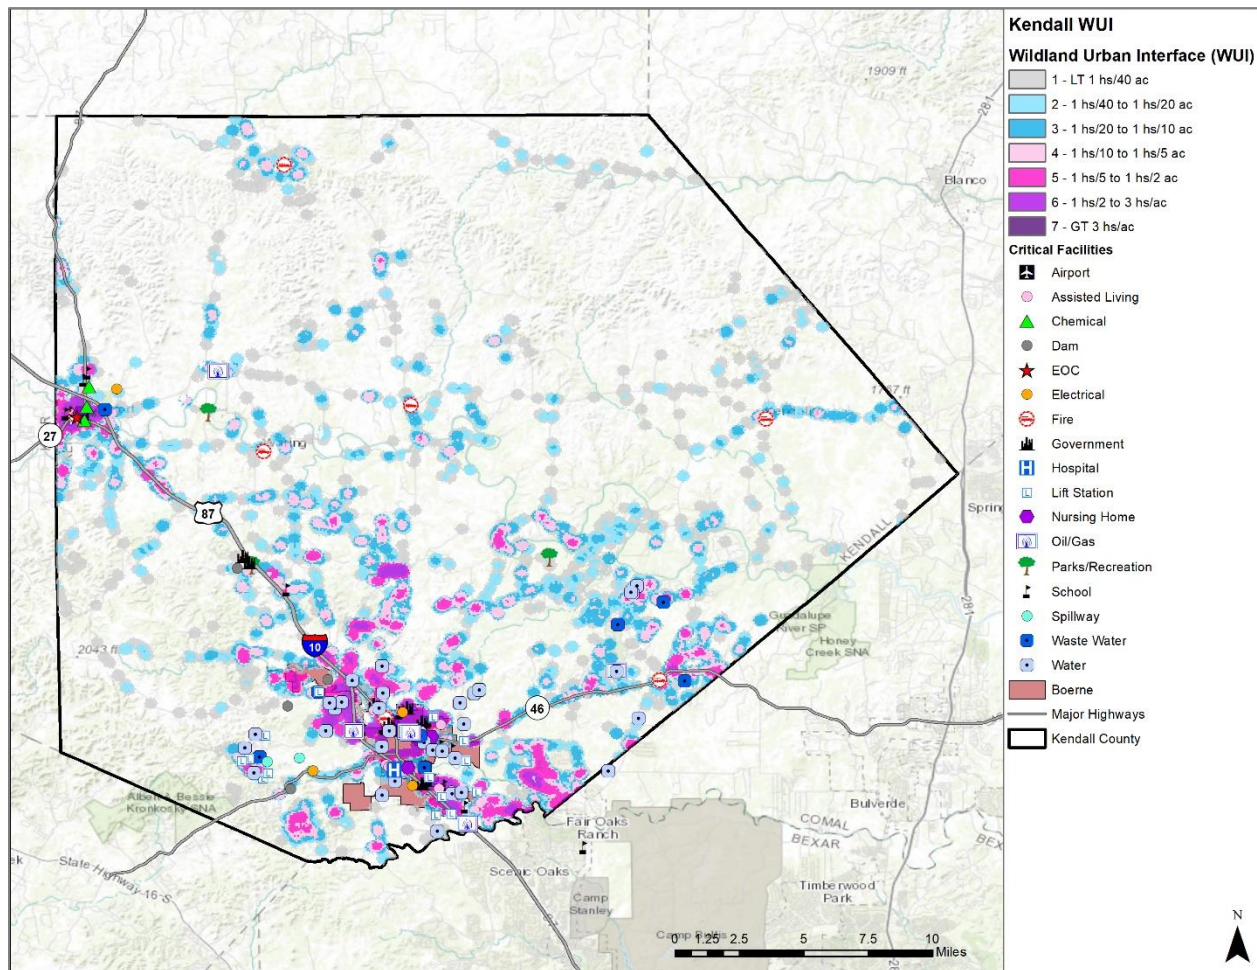 Kendall WUI
Wildland Urban Interface (WUI)
1 - LT 1 hs/40 ac
2 - 1 hs/40 to 1 hs/20 ac
3 - 1 hs/20 to 1 hs/10 ac
4 - 1 hs/10 to 1 hs/5 ac
5 - 1 hs/5 to 1 hs/2 ac
6 - 1 hs/2 to 3 hs/ac
7 - GT 3 hs/ac
Critical Facilities
Airport
Assisted Living
Chemical
Dam
EOC
Electrical
Fire
Government
H Hospital
L Lift Station
Nursing Home
Oil/Gas
Parks/Recreation
School
Spillway
Waste Water
Water
Boerne
Major Highways
Kendall County
N
1909 ft
281
Blanco
87
27
87
KENDALL
281
2043 ft
10
46
Guadalupe
River SP
Honey
Creek SNA
Albert & Bessie
Kronkosky SNA
State Highway 16 S
Fair Oaks
Ranch
Scenic Oaks
Camp
Stanley
Camp Bullis
Bulverde
COMAL
BEXAR
Timberwood
Park
0 1.25 2.5 5 7.5 10
Miles